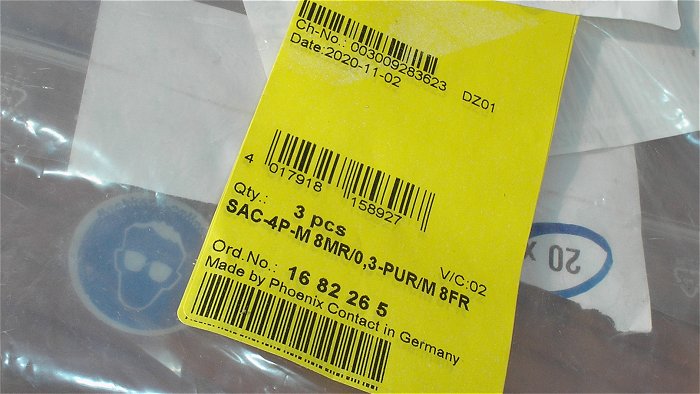 Ch-No.: 003009283623
Date:2020-11-02 DZ01
4 017918 158927
Qty.: 3 pcs
SAC-4P-M 8MR/0,3-PUR/M 8FR
V/C:02
Ord.No.: 16 82 26 5
Made by Phoenix Contact in Germany
20 x